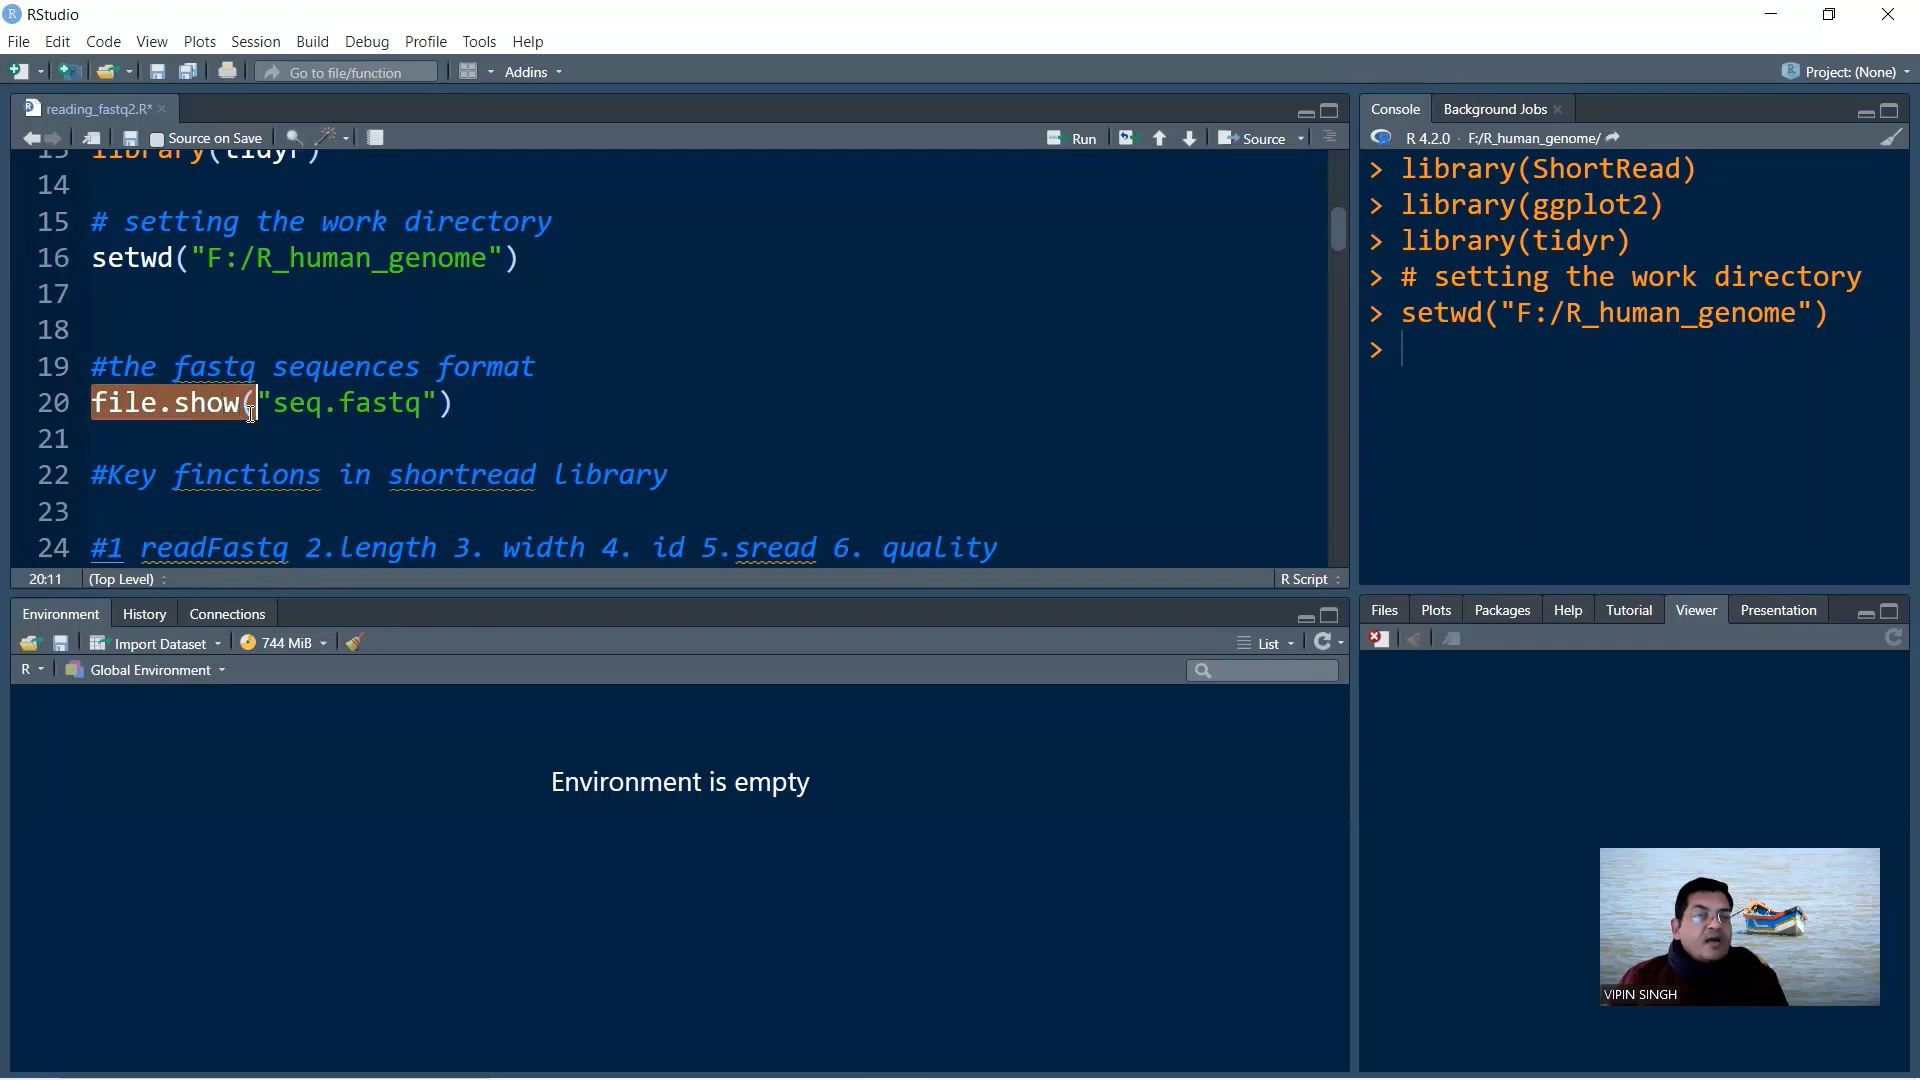 RStudio
File Edit Code View Plots Session Build Debug Profile Tools Help
Go to file/function Addins Project: (None)
reading_fastq2.R*
Source on Save Run Source
13 library(tidyr)
14
15 # setting the work directory
16 setwd("F:/R_human_genome")
17
18
19 #the fastq sequences format
20 file.show("seq.fastq")
21
22 #Key finctions in shortread library
23
24 #1 readFastq 2.length 3. width 4. id 5.sread 6. quality
20:11 (Top Level) R Script
Console Background Jobs
R 4.2.0 · F:/R_human_genome/
> library(ShortRead)
> library(ggplot2)
> library(tidyr)
> # setting the work directory
> setwd("F:/R_human_genome")
>
Environment History Connections
Import Dataset 744 MiB List
R Global Environment
Environment is empty
Files Plots Packages Help Tutorial Viewer Presentation
VIPIN SINGH